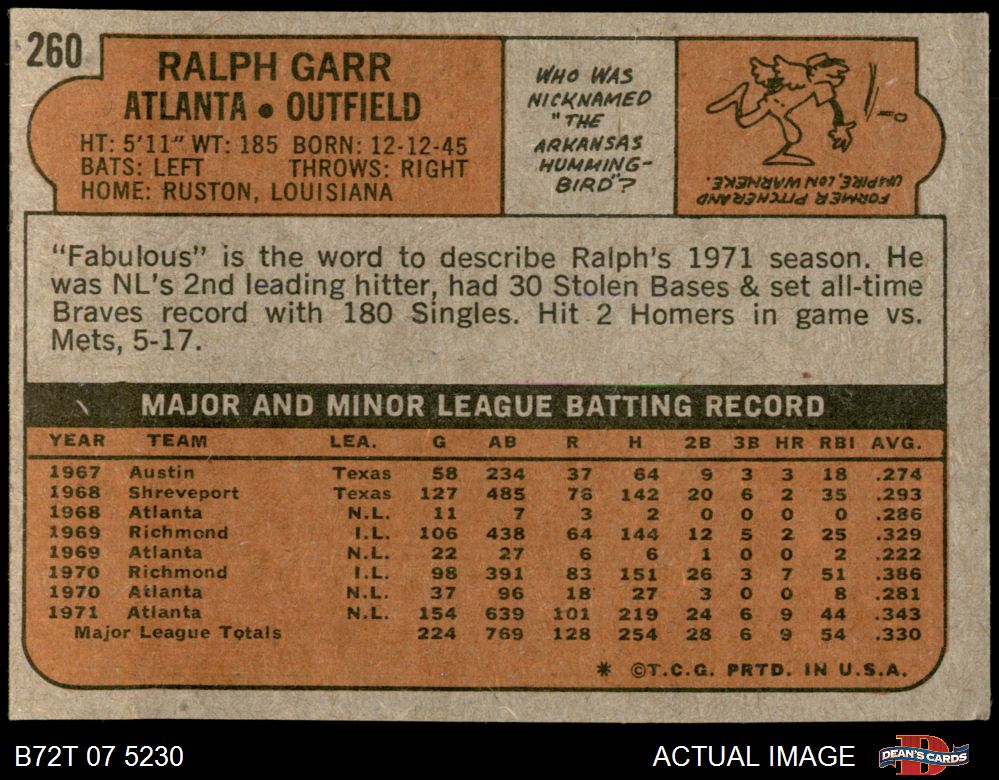 260
RALPH GARR
ATLANTA • OUTFIELD
HT: 5'11" WT: 185 BORN: 12-12-45
BATS: LEFT THROWS: RIGHT
HOME: RUSTON, LOUISIANA
WHO WAS
NICKNAMED
"THE
ARKANSAS
HUMMING-
BIRD"?
FORMER PITCHER AND
UMPIRE, LON WARNEKE.
"Fabulous" is the word to describe Ralph's 1971 season. He
was NL's 2nd leading hitter, had 30 Stolen Bases & set all-time
Braves record with 180 Singles. Hit 2 Homers in game vs.
Mets, 5-17.
MAJOR AND MINOR LEAGUE BATTING RECORD
YEAR TEAM LEA. G AB R H 2B 3B HR RBI AVG.
1967 Austin Texas 58 234 37 64 9 3 3 18 .274
1968 Shreveport Texas 127 485 76 142 20 6 2 35 .293
1968 Atlanta N.L. 11 7 3 2 0 0 0 0 .286
1969 Richmond I.L. 106 438 64 144 12 5 2 25 .329
1969 Atlanta N.L. 22 27 6 6 1 0 0 2 .222
1970 Richmond I.L. 98 391 83 151 26 3 7 51 .386
1970 Atlanta N.L. 37 96 18 27 3 0 0 8 .281
1971 Atlanta N.L. 154 639 101 219 24 6 9 44 .343
Major League Totals 224 769 128 254 28 6 9 54 .330
* ©T.C.G. PRTD. IN U.S.A.
B72T 07 5230
ACTUAL IMAGE
DEAN'S CARDS